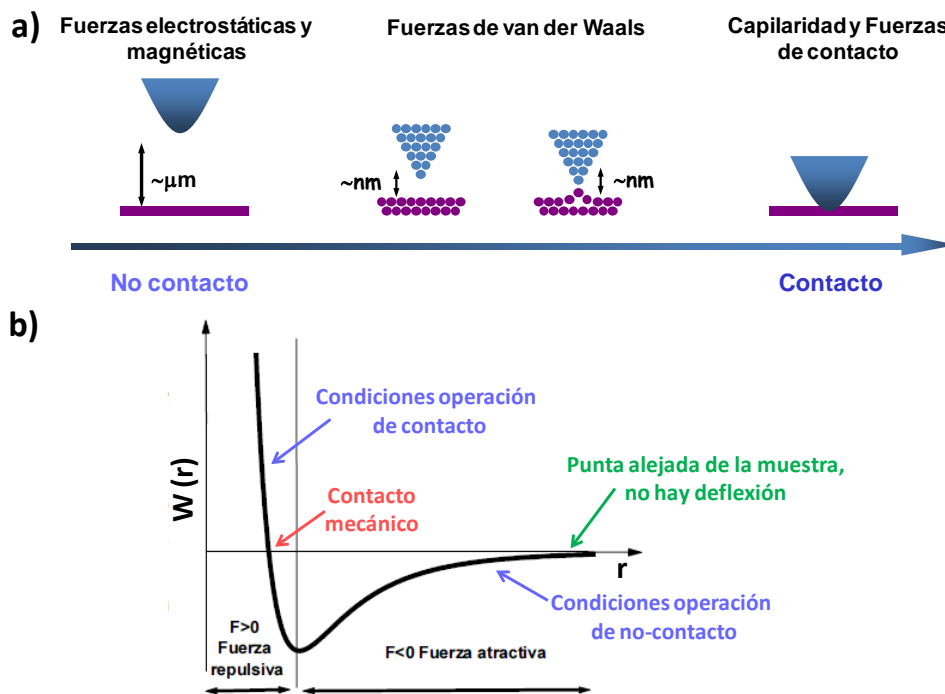 a)
Fuerzas electrostáticas y
magnéticas
Fuerzas de van der Waals
Capilaridad y Fuerzas
de contacto
~μm
~nm
~nm
No contacto
Contacto
b)
Condiciones operación
de contacto
Punta alejada de la muestra,
no hay deflexión
Contacto
mecánico
W (r)
r
Condiciones operación
de no-contacto
F>0
Fuerza
repulsiva
F<0 Fuerza atractiva